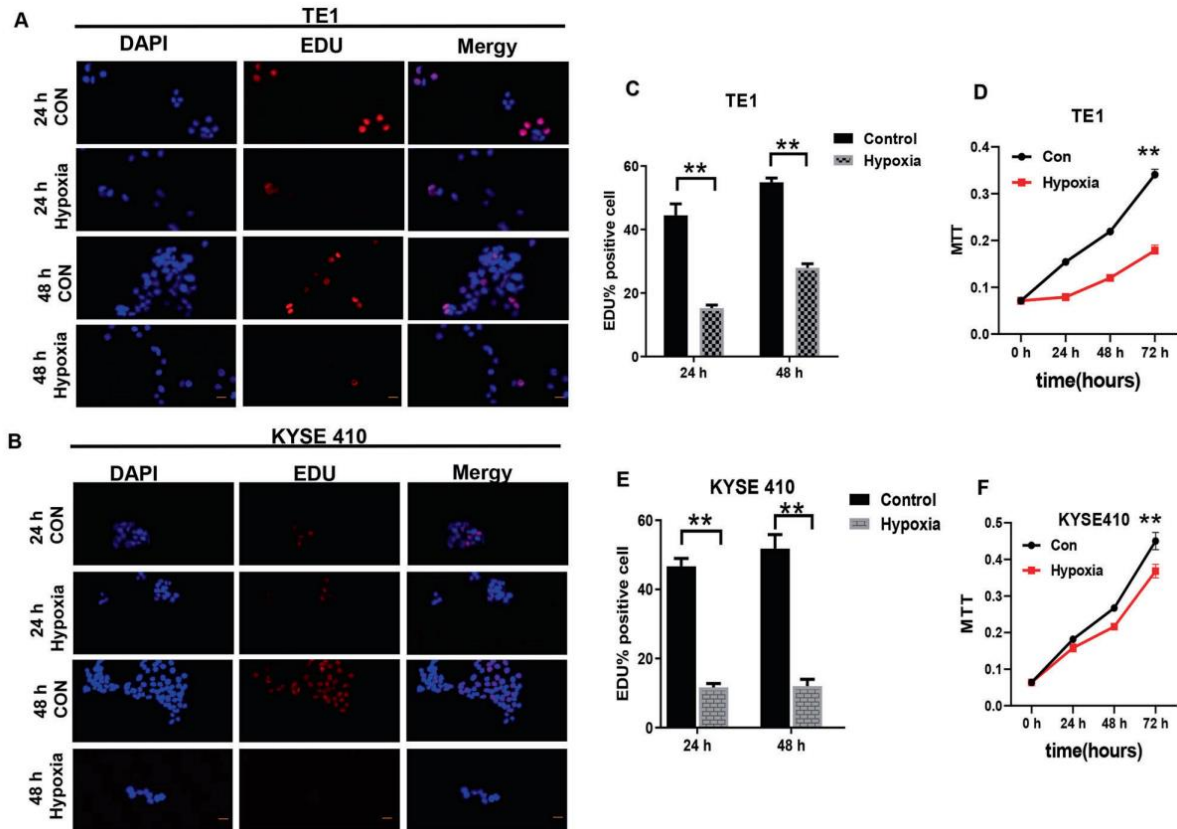 A
TE1
DAPI EDU Mergy
24 h
CON
24 h
Hypoxia
48 h
CON
48 h
Hypoxia
B
KYSE 410
DAPI EDU Mergy
24 h
CON
24 h
Hypoxia
48 h
CON
48 h
Hypoxia
C
TE1
Control
Hypoxia
** **
EDU% positive cell
60
40
20
0
24 h 48 h
D
TE1
Con
Hypoxia
**
MTT
0.4
0.3
0.2
0.1
0.0
0 h 24 h 48 h 72 h
time(hours)
E
KYSE 410
Control
Hypoxia
** **
EDU% positive cell
60
40
20
0
24 h 48 h
F
KYSE410
Con
Hypoxia
**
MTT
0.5
0.4
0.3
0.2
0.1
0.0
0 h 24 h 48 h 72 h
time(hours)